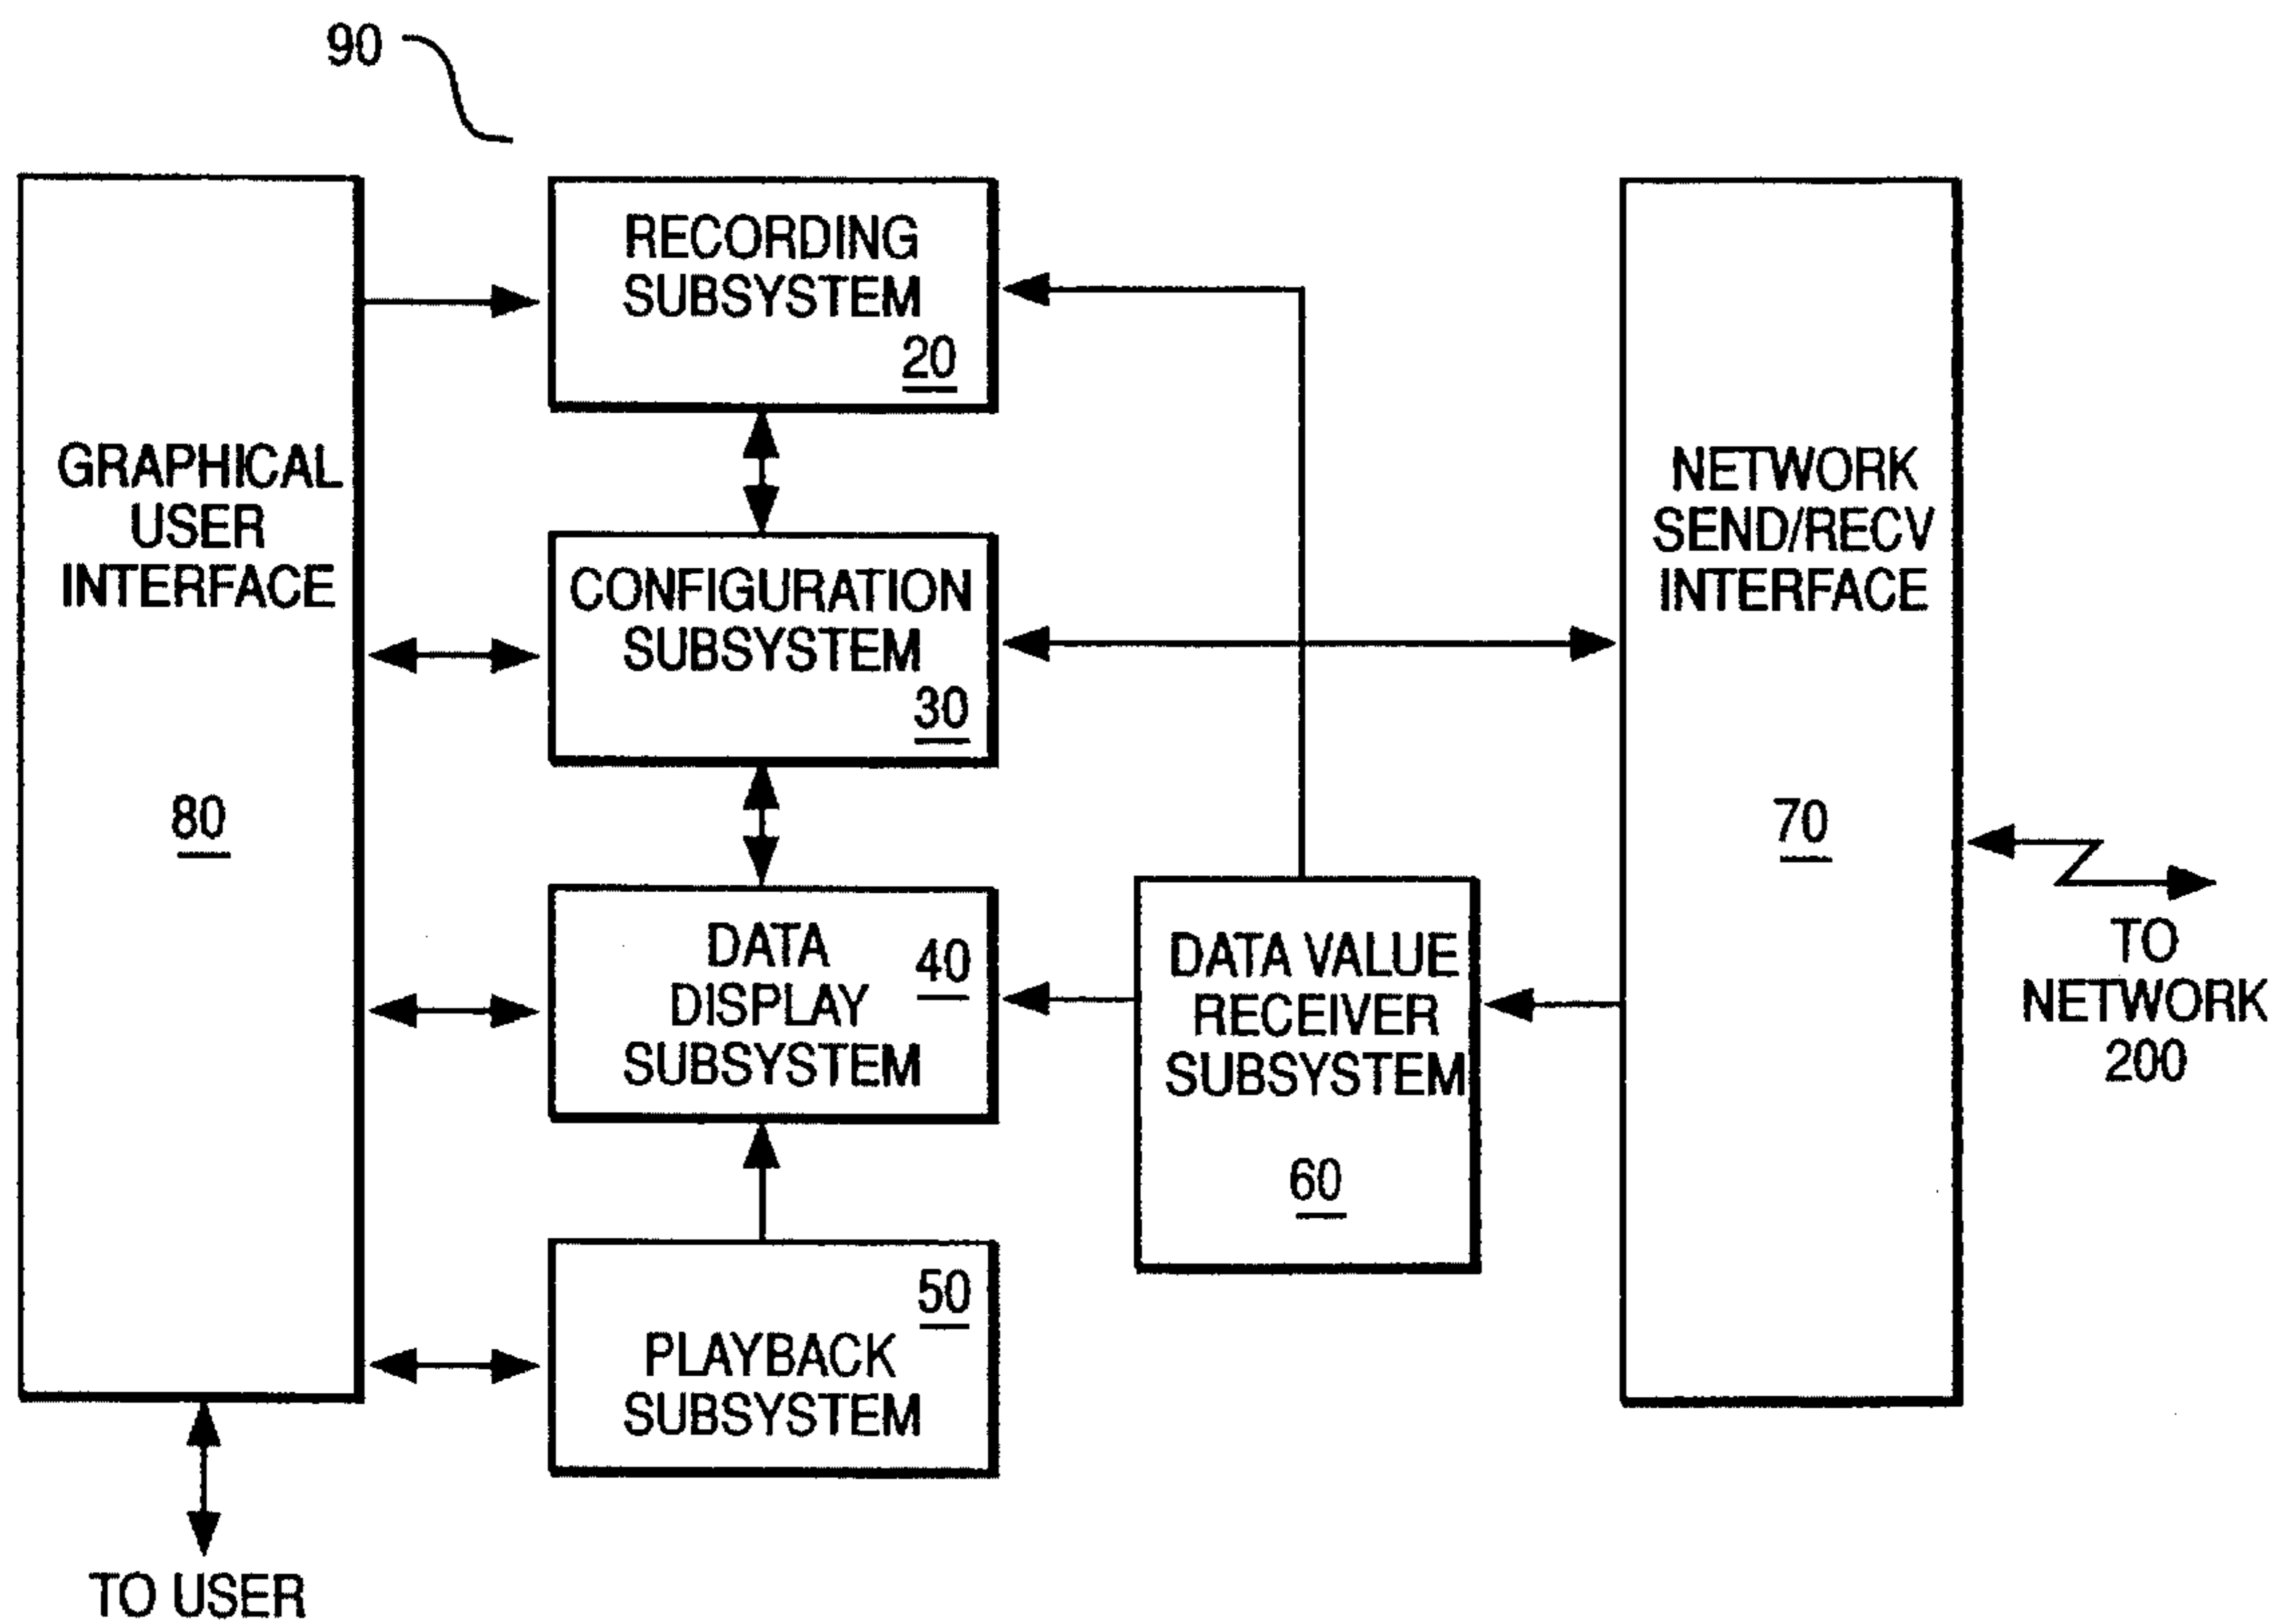 90
GRAPHICAL
USER
INTERFACE
80
TO USER
RECORDING
SUBSYSTEM
20
CONFIGURATION
SUBSYSTEM
30
DATA
DISPLAY
SUBSYSTEM
40
50
PLAYBACK
SUBSYSTEM
DATA VALUE
RECEIVER
SUBSYSTEM
60
NETWORK
SEND/RECV
INTERFACE
70
TO
NETWORK
200